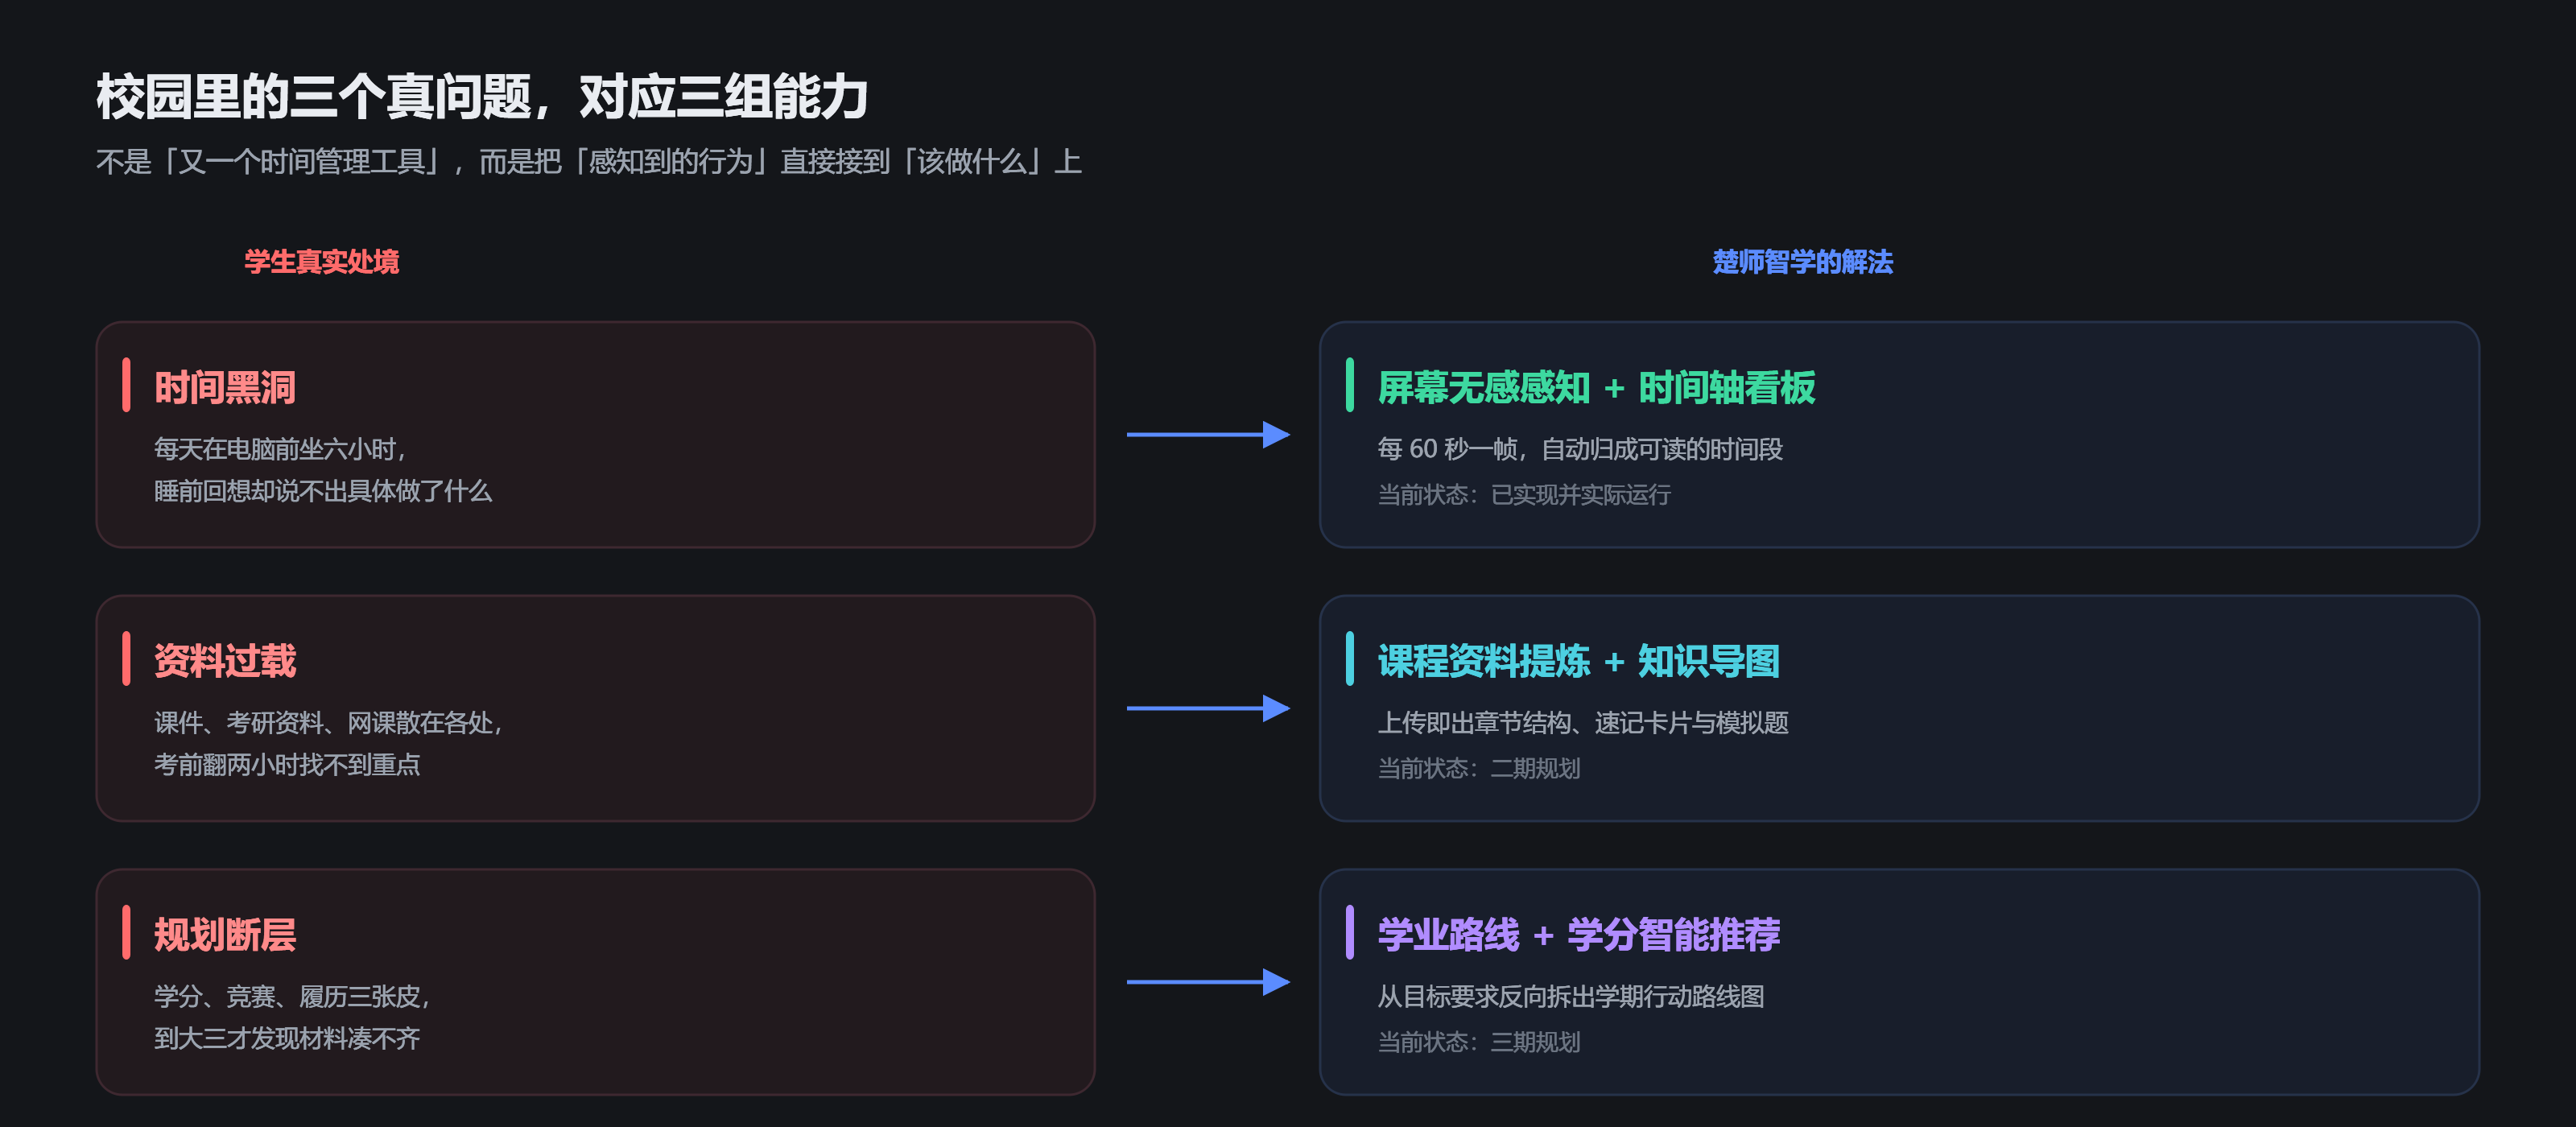 校园里的三个真问题，对应三组能力
不是「又一个时间管理工具」，而是把「感知到的行为」直接接到「该做什么」上
学生真实处境
楚师智学的解法
时间黑洞
每天在电脑前坐六小时，
睡前回想却说不出具体做了什么
屏幕无感感知 + 时间轴看板
每 60 秒一帧，自动归成可读的时间段
当前状态：已实现并实际运行
资料过载
课件、考研资料、网课散在各处，
考前翻两小时找不到重点
课程资料提炼 + 知识导图
上传即出章节结构、速记卡片与模拟题
当前状态：二期规划
规划断层
学分、竞赛、履历三张皮，
到大三才发现材料凑不齐
学业路线 + 学分智能推荐
从目标要求反向拆出学期行动路线图
当前状态：三期规划